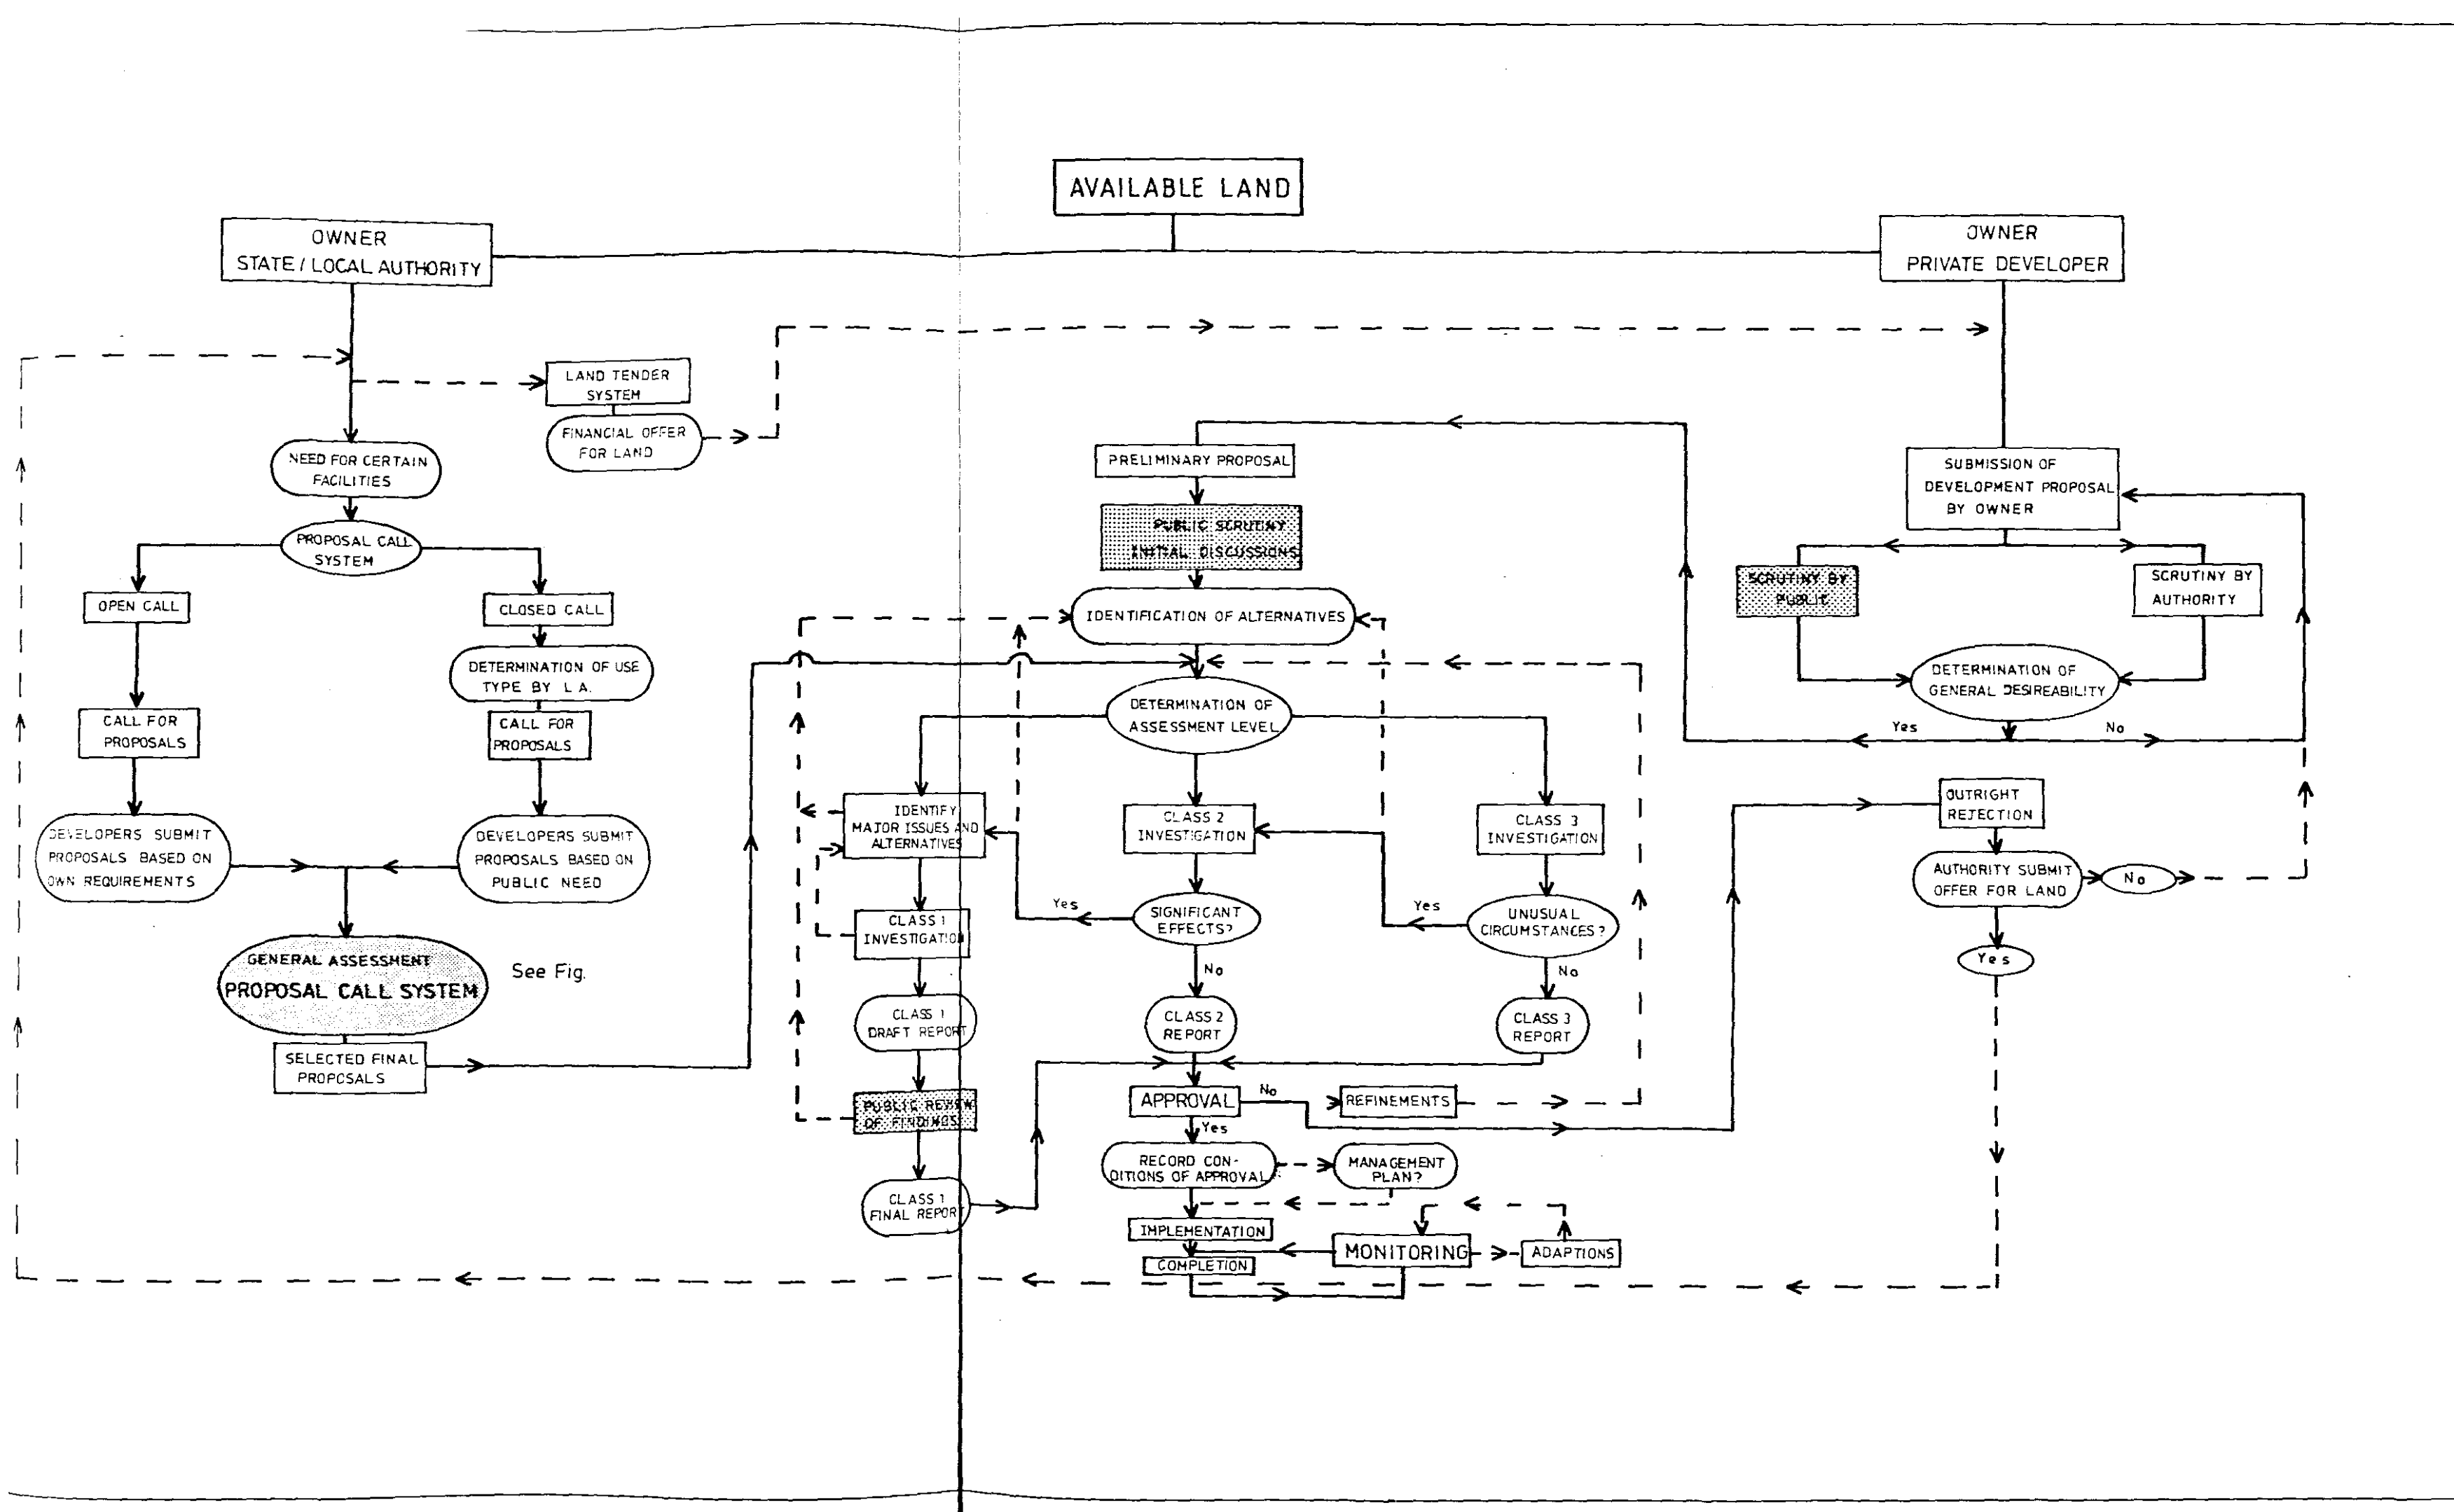 AVAILABLE LAND
OWNER
STATE / LOCAL AUTHORITY
OWNER
PRIVATE DEVELOPER
LAND TENDER
SYSTEM
FINANCIAL OFFER
FOR LAND
NEED FOR CERTAIN
FACILITIES
PROPOSAL CALL
SYSTEM
OPEN CALL
CLOSED CALL
DETERMINATION OF USE
TYPE BY L.A.
CALL FOR
PROPOSALS
CALL FOR
PROPOSALS
DEVELOPERS SUBMIT
PROPOSALS BASED ON
OWN REQUIREMENTS
DEVELOPERS SUBMIT
PROPOSALS BASED ON
PUBLIC NEED
GENERAL ASSESSMENT
PROPOSAL CALL SYSTEM
See Fig.
SELECTED FINAL
PROPOSALS
PRELIMINARY PROPOSAL
PUBLIC SCRUTINY
INITIAL DISCUSSIONS
IDENTIFICATION OF ALTERNATIVES
DETERMINATION OF
ASSESSMENT LEVEL
IDENTIFY
MAJOR ISSUES AND
ALTERNATIVES
CLASS 2
INVESTIGATION
CLASS 3
INVESTIGATION
CLASS 1
INVESTIGATION
Yes
SIGNIFICANT
EFFECTS?
Yes
UNUSUAL
CIRCUMSTANCES?
No
No
CLASS 1
DRAFT REPORT
CLASS 2
REPORT
CLASS 3
REPORT
PUBLIC REVIEW
OF FINDINGS
APPROVAL
No
REFINEMENTS
Yes
CLASS 1
FINAL REPORT
RECORD CON-
DITIONS OF APPROVAL
MANAGEMENT
PLAN?
IMPLEMENTATION
MONITORING
ADAPTIONS
COMPLETION
SUBMISSION OF
DEVELOPMENT PROPOSAL
BY OWNER
SCRUTINY BY
PUBLIC
SCRUTINY BY
AUTHORITY
DETERMINATION OF
GENERAL DESIREABILITY
Yes
No
OUTRIGHT
REJECTION
AUTHORITY SUBMIT
OFFER FOR LAND
No
Yes